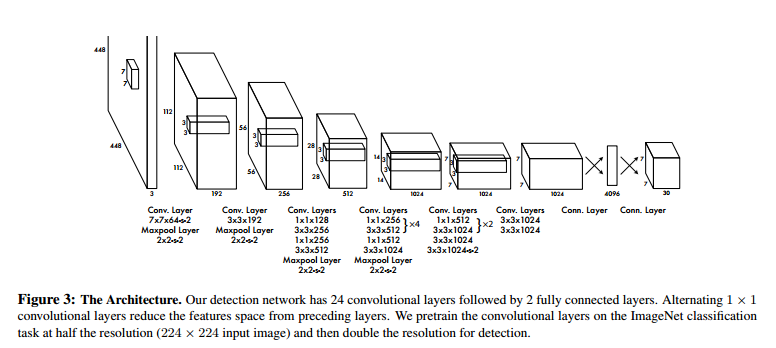 448
7
7
448
3
112
3
3
112
192
56
3
3
56
256
28
3
3
28
512
14
3
3
14
1024
7
3
3
7
1024
7
7
1024
4096
7
7
30
Conv. Layer
7x7x64-s-2
Maxpool Layer
2x2-s-2
Conv. Layer
3x3x192
Maxpool Layer
2x2-s-2
Conv. Layers
1x1x128
3x3x256
1x1x256
3x3x512
Maxpool Layer
2x2-s-2
Conv. Layers
1x1x256
3x3x512 }×4
1x1x512
3x3x1024
Maxpool Layer
2x2-s-2
Conv. Layers
1x1x512
3x3x1024 }×2
3x3x1024
3x3x1024-s-2
Conv. Layers
3x3x1024
3x3x1024
Conn. Layer
Conn. Layer
Figure 3: The Architecture. Our detection network has 24 convolutional layers followed by 2 fully connected layers. Alternating 1 × 1
convolutional layers reduce the features space from preceding layers. We pretrain the convolutional layers on the ImageNet classification
task at half the resolution (224 × 224 input image) and then double the resolution for detection.